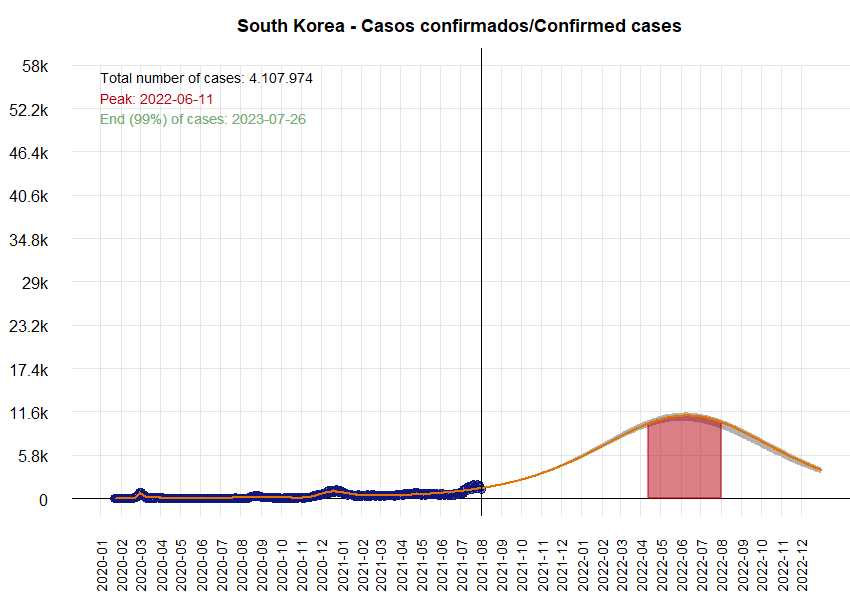 South Korea - Casos confirmados/Confirmed cases
58k
Total number of cases: 4.107.974
Peak: 2022-06-11
End (99%) of cases: 2023-07-26
52.2k
46.4k
40.6k
34.8k
29k
23.2k
17.4k
11.6k
5.8k
0
2020-01
2020-02
2020-03
2020-04
2020-05
2020-06
2020-07
2020-08
2020-09
2020-10
2020-11
2020-12
2021-01
2021-02
2021-03
2021-04
2021-05
2021-06
2021-07
2021-08
2021-09
2021-10
2021-11
2021-12
2022-01
2022-02
2022-03
2022-04
2022-05
2022-06
2022-07
2022-08
2022-09
2022-10
2022-11
2022-12